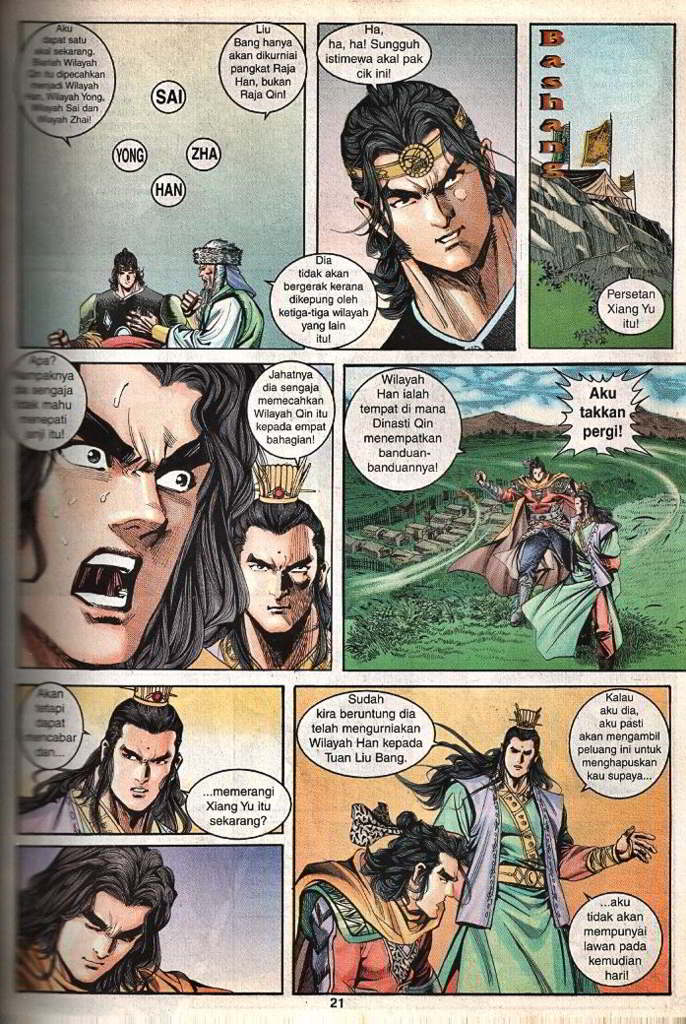 Aku
dapat satu
akal sekarang.
Biarlah Wilayah
Qin itu dipecahkan
menjadi Wilayah
Han, Wilayah Yong,
Wilayah Sai dan
Wilayah Zhai!
Liu
Bang hanya
akan dikurniai
pangkat Raja
Han, bukan
Raja Qin!
SAI
YONG
ZHA
HAN
Dia
tidak akan
bergerak kerana
dikepung oleh
ketiga-tiga wilayah
yang lain
itu!
Ha,
ha, ha! Sungguh
istimewa akal pak
cik ini!
Bashang
Persetan
Xiang Yu
itu!
Apa?
Nampaknya
dia sengaja
tidak mahu
menepati
janji itu!
Jahatnya
dia sengaja
memecahkan
Wilayah Qin itu
kepada empat
bahagian!
Wilayah
Han ialah
tempat di mana
Dinasti Qin
menempatkan
banduan-
banduannya!
Aku
takkan
pergi!
Akan
tetapi
dapat
mencabar
dan...
...memerangi
Xiang Yu itu
sekarang?
Sudah
kira beruntung dia
telah mengurniakan
Wilayah Han kepada
Tuan Liu Bang.
Kalau
aku dia,
aku pasti
akan mengambil
peluang ini untuk
menghapuskan
kau supaya...
...aku
tidak akan
mempunyai
lawan pada
kemudian
hari!
21